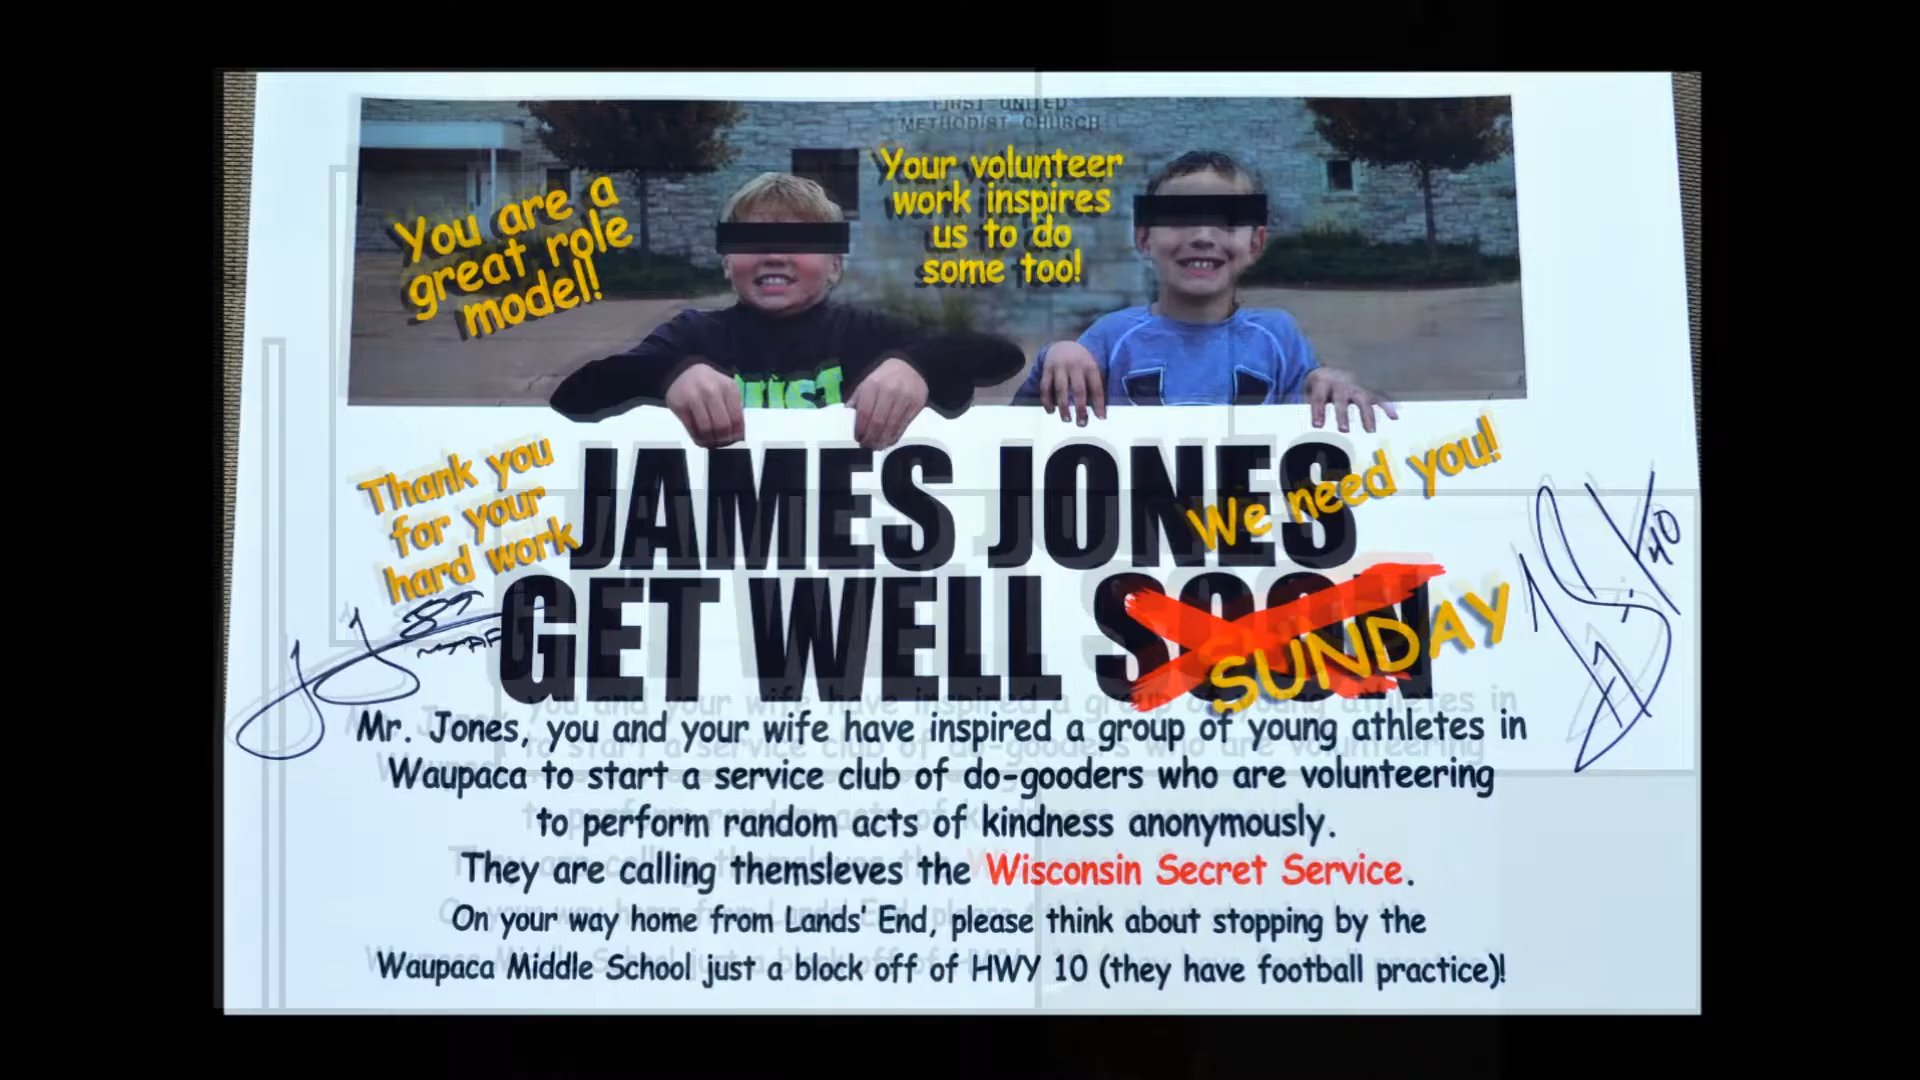 FIRST UNITED
METHODIST CHURCH
You are a
great role
model!
Your volunteer
work inspires
us to do
some too!
JUST
Thank you
for your
hard work
JAMES JONES
We need you!
GET WELL SOON
SUNDAY
89
40
Mr. Jones, you and your wife have inspired a group of young athletes in
Waupaca to start a service club of do-gooders who are volunteering
to perform random acts of kindness anonymously.
They are calling themsleves the Wisconsin Secret Service.
On your way home from Lands' End, please think about stopping by the
Waupaca Middle School just a block off of HWY 10 (they have football practice)!